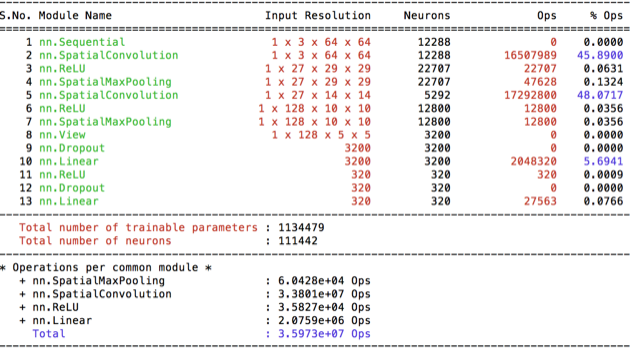 S.No. Module Name Input Resolution Neurons Ops % Ops
1 nn.Sequential 1 x 3 x 64 x 64 12288 0 0.0000
2 nn.SpatialConvolution 1 x 3 x 64 x 64 12288 16507989 45.8900
3 nn.ReLU 1 x 27 x 29 x 29 22707 22707 0.0631
4 nn.SpatialMaxPooling 1 x 27 x 29 x 29 22707 47628 0.1324
5 nn.SpatialConvolution 1 x 27 x 14 x 14 5292 17292800 48.0717
6 nn.ReLU 1 x 128 x 10 x 10 12800 12800 0.0356
7 nn.SpatialMaxPooling 1 x 128 x 10 x 10 12800 12800 0.0356
8 nn.View 1 x 128 x 5 x 5 3200 0 0.0000
9 nn.Dropout 3200 3200 0 0.0000
10 nn.Linear 3200 3200 2048320 5.6941
11 nn.ReLU 320 320 320 0.0009
12 nn.Dropout 320 320 0 0.0000
13 nn.Linear 320 320 27563 0.0766
Total number of trainable parameters : 1134479
Total number of neurons : 111442
* Operations per common module *
+ nn.SpatialMaxPooling : 6.0428e+04 Ops
+ nn.SpatialConvolution : 3.3801e+07 Ops
+ nn.ReLU : 3.5827e+04 Ops
+ nn.Linear : 2.0759e+06 Ops
Total : 3.5973e+07 Ops